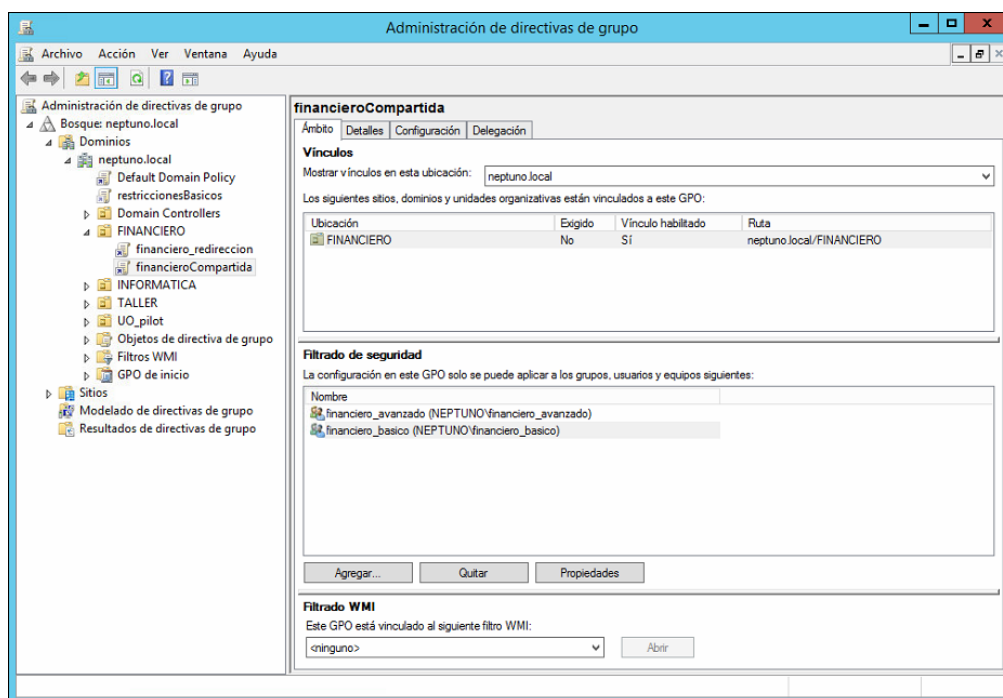 Administración de directivas de grupo
Archivo Acción Ver Ventana Ayuda
Administración de directivas de grupo
Bosque: neptuno.local
Dominios
neptuno.local
Default Domain Policy
restriccionesBasicos
Domain Controllers
FINANCIERO
financiero_redireccion
financieroCompartida
INFORMATICA
TALLER
UO_pilot
Objetos de directiva de grupo
Filtros WMI
GPO de inicio
Sitios
Modelado de directivas de grupo
Resultados de directivas de grupo
financieroCompartida
Ámbito Detalles Configuración Delegación
Vínculos
Mostrar vínculos en esta ubicación: neptuno.local
Los siguientes sitios, dominios y unidades organizativas están vinculados a este GPO:
Ubicación Exigido Vínculo habilitado Ruta
FINANCIERO No Sí neptuno.local/FINANCIERO
Filtrado de seguridad
La configuración en este GPO solo se puede aplicar a los grupos, usuarios y equipos siguientes:
Nombre
financiero_avanzado (NEPTUNO\financiero_avanzado)
financiero_basico (NEPTUNO\financiero_basico)
Agregar... Quitar Propiedades
Filtrado WMI
Este GPO está vinculado al siguiente filtro WMI:
<ninguno> Abrir